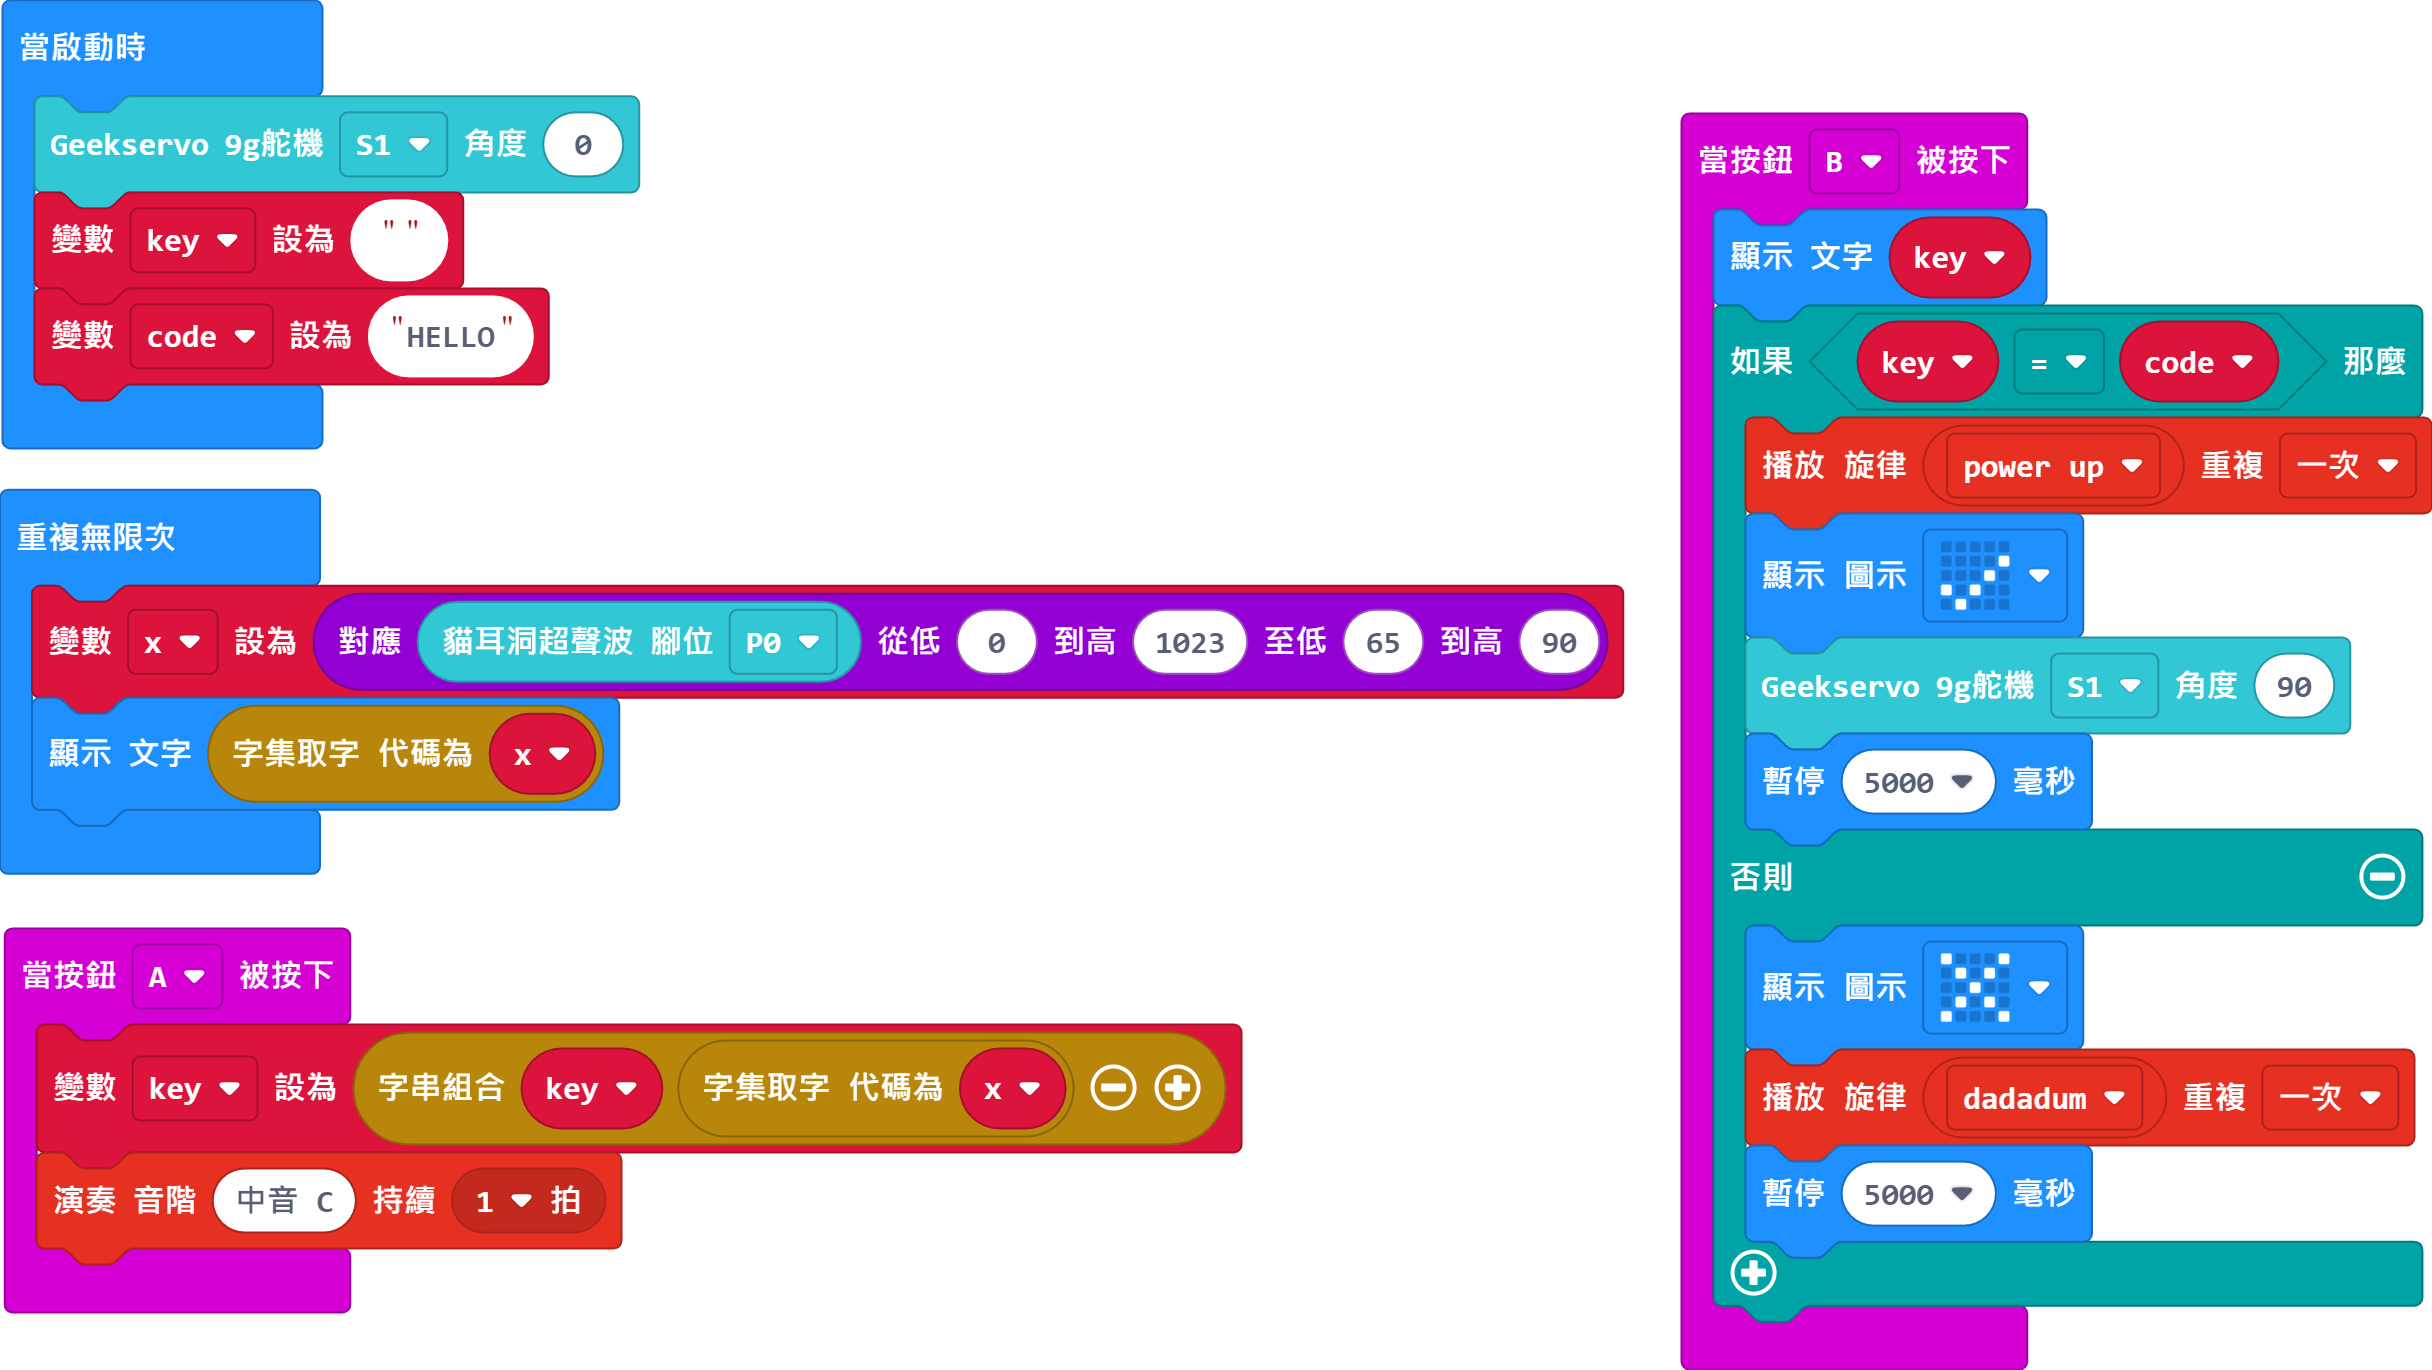 當啟動時
Geekservo 9g舵機 S1 角度 0
變數 key 設為 " "
變數 code 設為 "HELLO"
重複無限次
變數 x 設為 對應 貓耳洞超聲波 腳位 P0 從低 0 到高 1023 至低 65 到高 90
顯示 文字 字集取字 代碼為 x
當按鈕 A 被按下
變數 key 設為 字串組合 key 字集取字 代碼為 x
演奏 音階 中音 C 持續 1 拍
當按鈕 B 被按下
顯示 文字 key
如果 key = code 那麼
播放 旋律 power up 重複 一次
顯示 圖示
Geekservo 9g舵機 S1 角度 90
暫停 5000 毫秒
否則
顯示 圖示
播放 旋律 dadadum 重複 一次
暫停 5000 毫秒